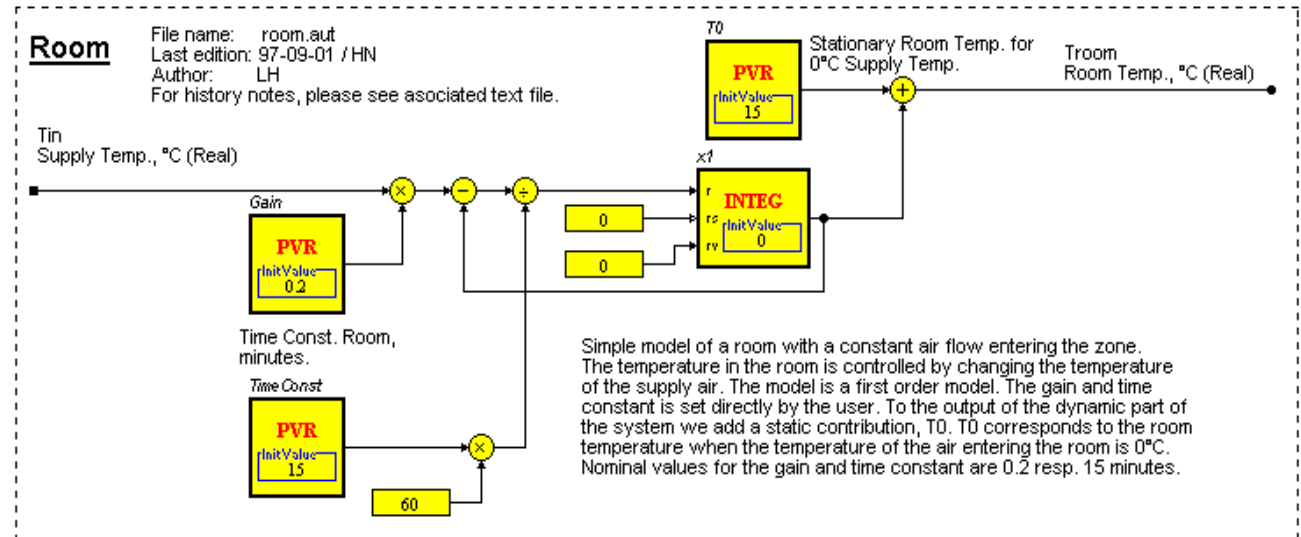 Room
File name: room.aut
Last edition: 97-09-01 / HN
Author: LH
For history notes, please see asociated text file.
T0
PVR
InitValue
15
Stationary Room Temp. for
0°C Supply Temp.
Troom
Room Temp., °C (Real)
Tin
Supply Temp., °C (Real)
×
−
÷
+
x1
r
INTEG
rs
InitValue
0
rv
0
0
Gain
PVR
InitValue
0.2
Time Const. Room,
minutes.
Time Const
PVR
InitValue
15
×
60
Simple model of a room with a constant air flow entering the zone.
The temperature in the room is controlled by changing the temperature
of the supply air. The model is a first order model. The gain and time
constant is set directly by the user. To the output of the dynamic part of
the system we add a static contribution, T0. T0 corresponds to the room
temperature when the temperature of the air entering the room is 0°C.
Nominal values for the gain and time constant are 0.2 resp. 15 minutes.